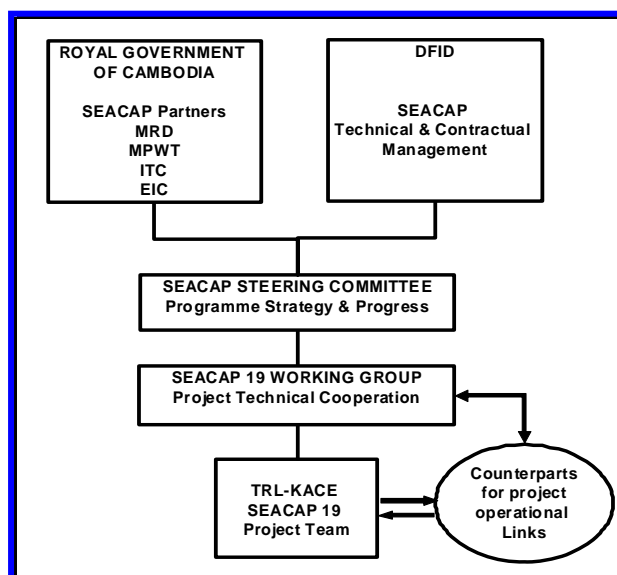 ROYAL GOVERNMENT
OF CAMBODIA
SEACAP Partners
MRD
MPWT
ITC
EIC
DFID
SEACAP
Technical & Contractual
Management
SEACAP STEERING COMMITTEE
Programme Strategy & Progress
SEACAP 19 WORKING GROUP
Project Technical Cooperation
TRL-KACE
SEACAP 19
Project Team
Counterparts
for project
operational
Links